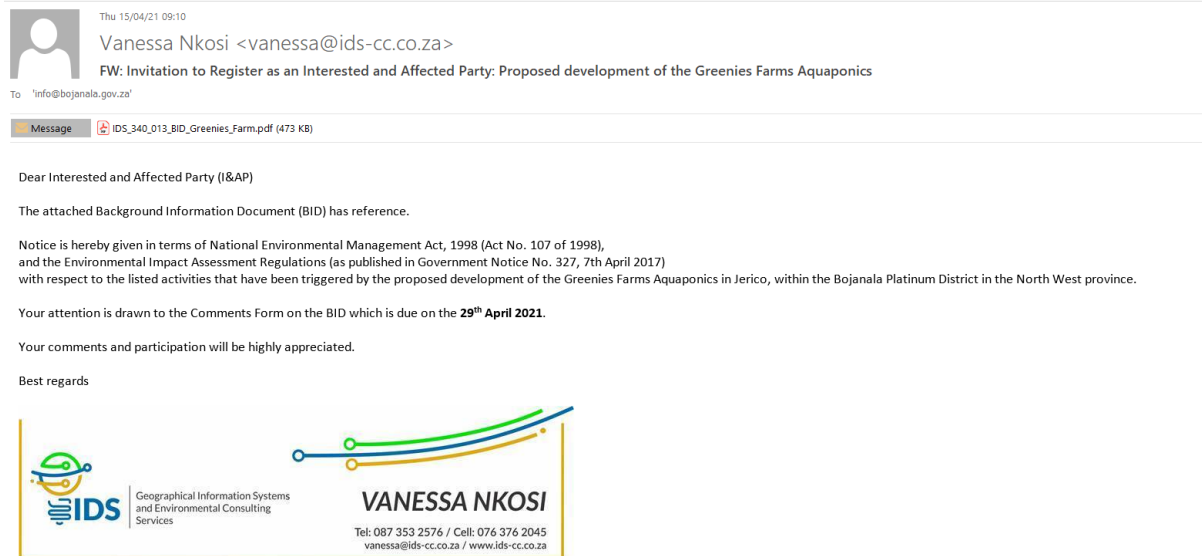 Thu 15/04/21 09:10
Vanessa Nkosi <vanessa@ids-cc.co.za>
FW: Invitation to Register as an Interested and Affected Party: Proposed development of the Greenies Farms Aquaponics
To 'info@bojanala.gov.za'
Message IDS_340_013_BID_Greenies_Farm.pdf (473 KB)
Dear Interested and Affected Party (I&AP)
The attached Background Information Document (BID) has reference.
Notice is hereby given in terms of National Environmental Management Act, 1998 (Act No. 107 of 1998),
and the Environmental Impact Assessment Regulations (as published in Government Notice No. 327, 7th April 2017)
with respect to the listed activities that have been triggered by the proposed development of the Greenies Farms Aquaponics in Jerico, within the Bojanala Platinum District in the North West province.
Your attention is drawn to the Comments Form on the BID which is due on the 29th April 2021.
Your comments and participation will be highly appreciated.
Best regards
IDS
Geographical Information Systems
and Environmental Consulting
Services
VANESSA NKOSI
Tel: 087 353 2576 / Cell: 076 376 2045
vanessa@ids-cc.co.za / www.ids-cc.co.za